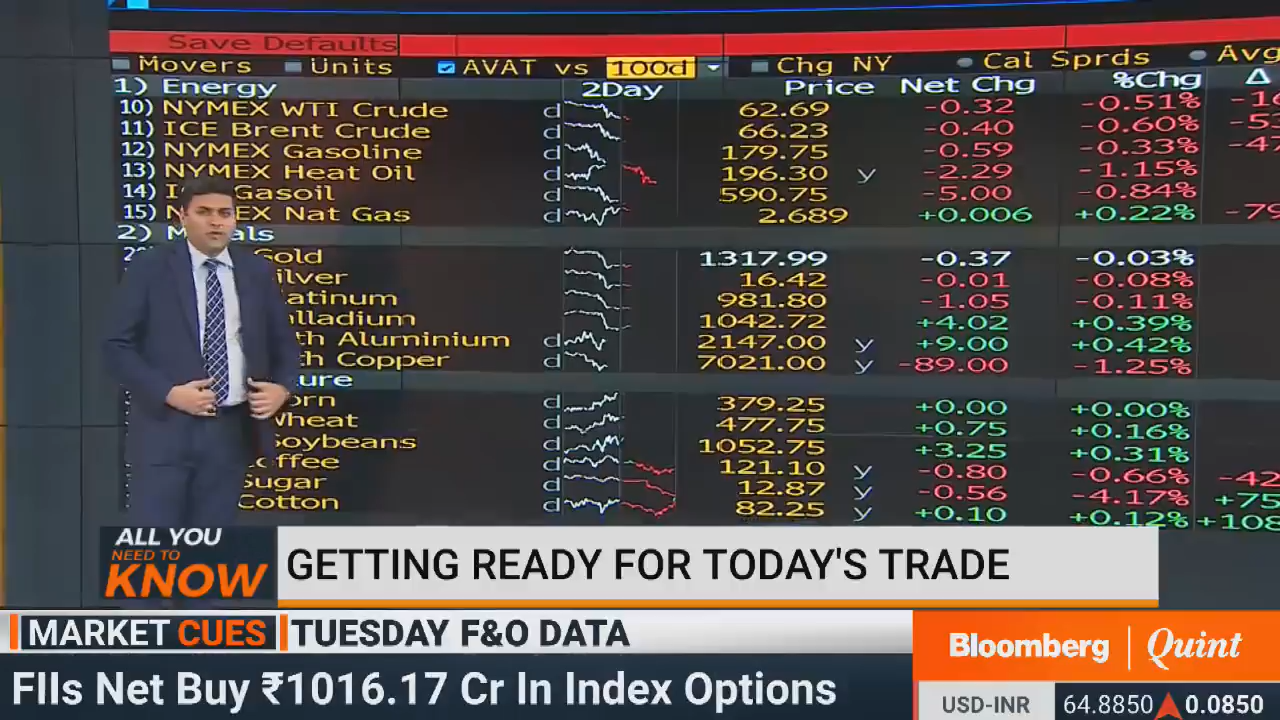 Save Defaults
Movers Units AVAT vs 100d Chg NY Cal Sprds Avg
1) Energy 2Day Price Net Chg %Chg Δ
10) NYMEX WTI Crude d 62.69 -0.32 -0.51%
11) ICE Brent Crude d 66.23 -0.40 -0.60%
12) NYMEX Gasoline d 179.75 -0.59 -0.33%
13) NYMEX Heat Oil d 196.30 y -2.29 -1.15%
14) Gasoil d 590.75 -5.00 -0.84%
15) NYMEX Nat Gas d 2.689 +0.006 +0.22%
2)
Gold 1317.99 -0.37 -0.03%
16.42 -0.01 -0.08%
981.80 -1.05 -0.11%
1042.72 +4.02 +0.39%
Aluminium d 2147.00 y +9.00 +0.42%
Copper d 7021.00 y -89.00 -1.25%
d 379.25 +0.00 +0.00%
Wheat d 477.75 +0.75 +0.16%
Soybeans d 1052.75 +3.25 +0.31%
d 121.10 y -0.80 -0.66%
Sugar d 12.87 y -0.56 -4.17%
Cotton d 82.25 y +0.10 +0.12%
ALL YOU
NEED TO
KNOW
GETTING READY FOR TODAY'S TRADE
MARKET CUES TUESDAY F&O DATA
FIIs Net Buy ₹1016.17 Cr In Index Options
Bloomberg | Quint
USD-INR 64.8850 0.0850